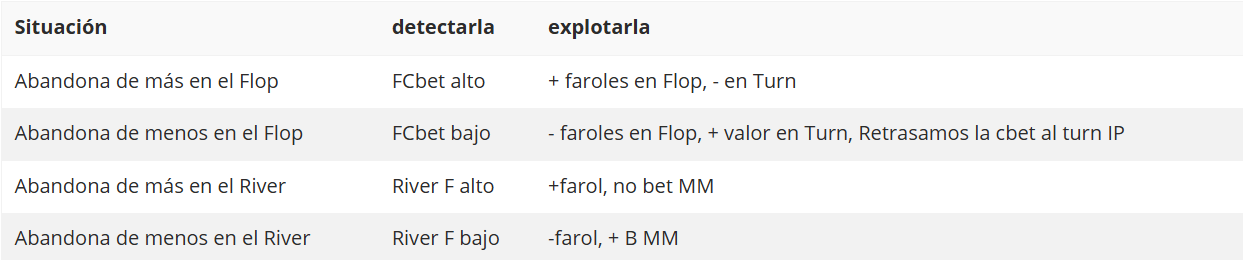 Situación detectarla explotarla
Abandona de más en el Flop FCbet alto + faroles en Flop, - en Turn
Abandona de menos en el Flop FCbet bajo - faroles en Flop, + valor en Turn, Retrasamos la cbet al turn IP
Abandona de más en el River River F alto +farol, no bet MM
Abandona de menos en el River River F bajo -farol, + B MM